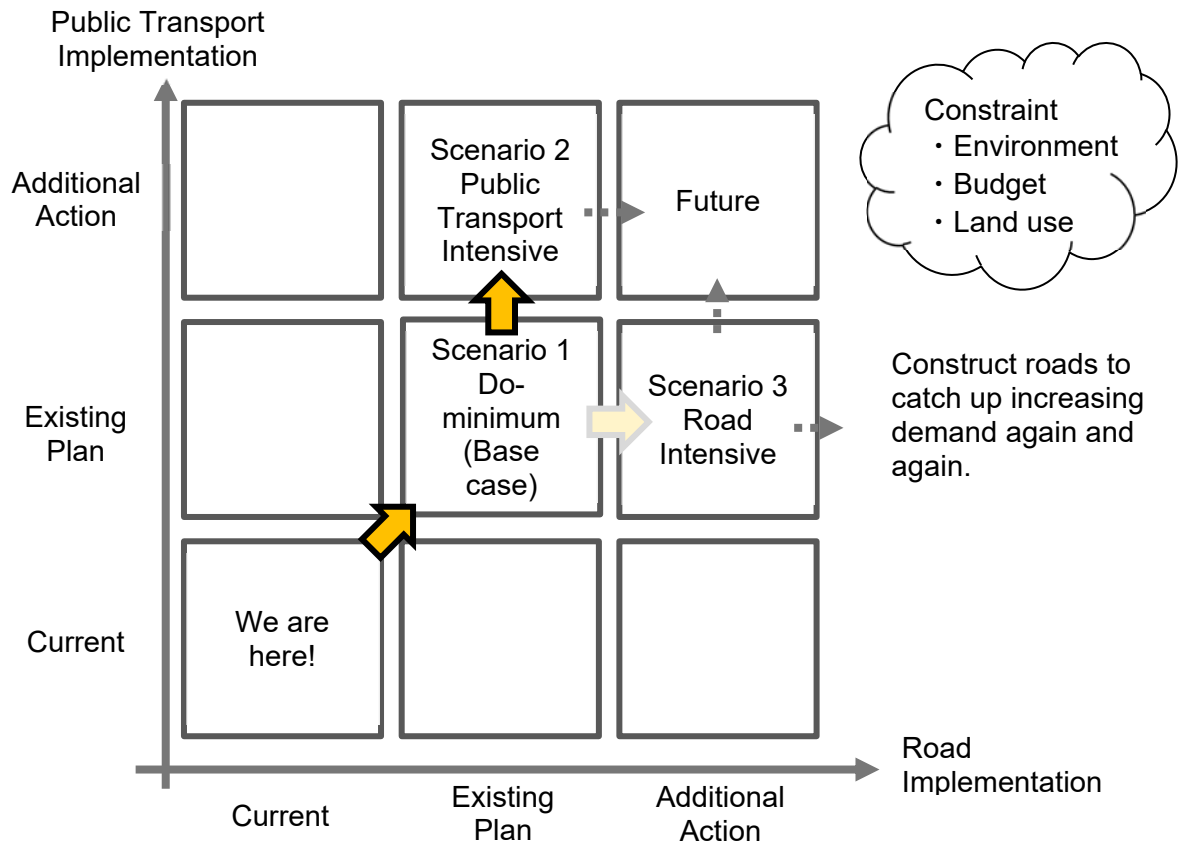 Public Transport
Implementation
Additional
Action
Existing
Plan
Current
Scenario 2
Public
Transport
Intensive
Future
Scenario 1
Do-
minimum
(Base
case)
Scenario 3
Road
Intensive
We are
here!
Constraint
・Environment
・Budget
・Land use
Construct roads to
catch up increasing
demand again and
again.
Road
Implementation
Current
Existing
Plan
Additional
Action